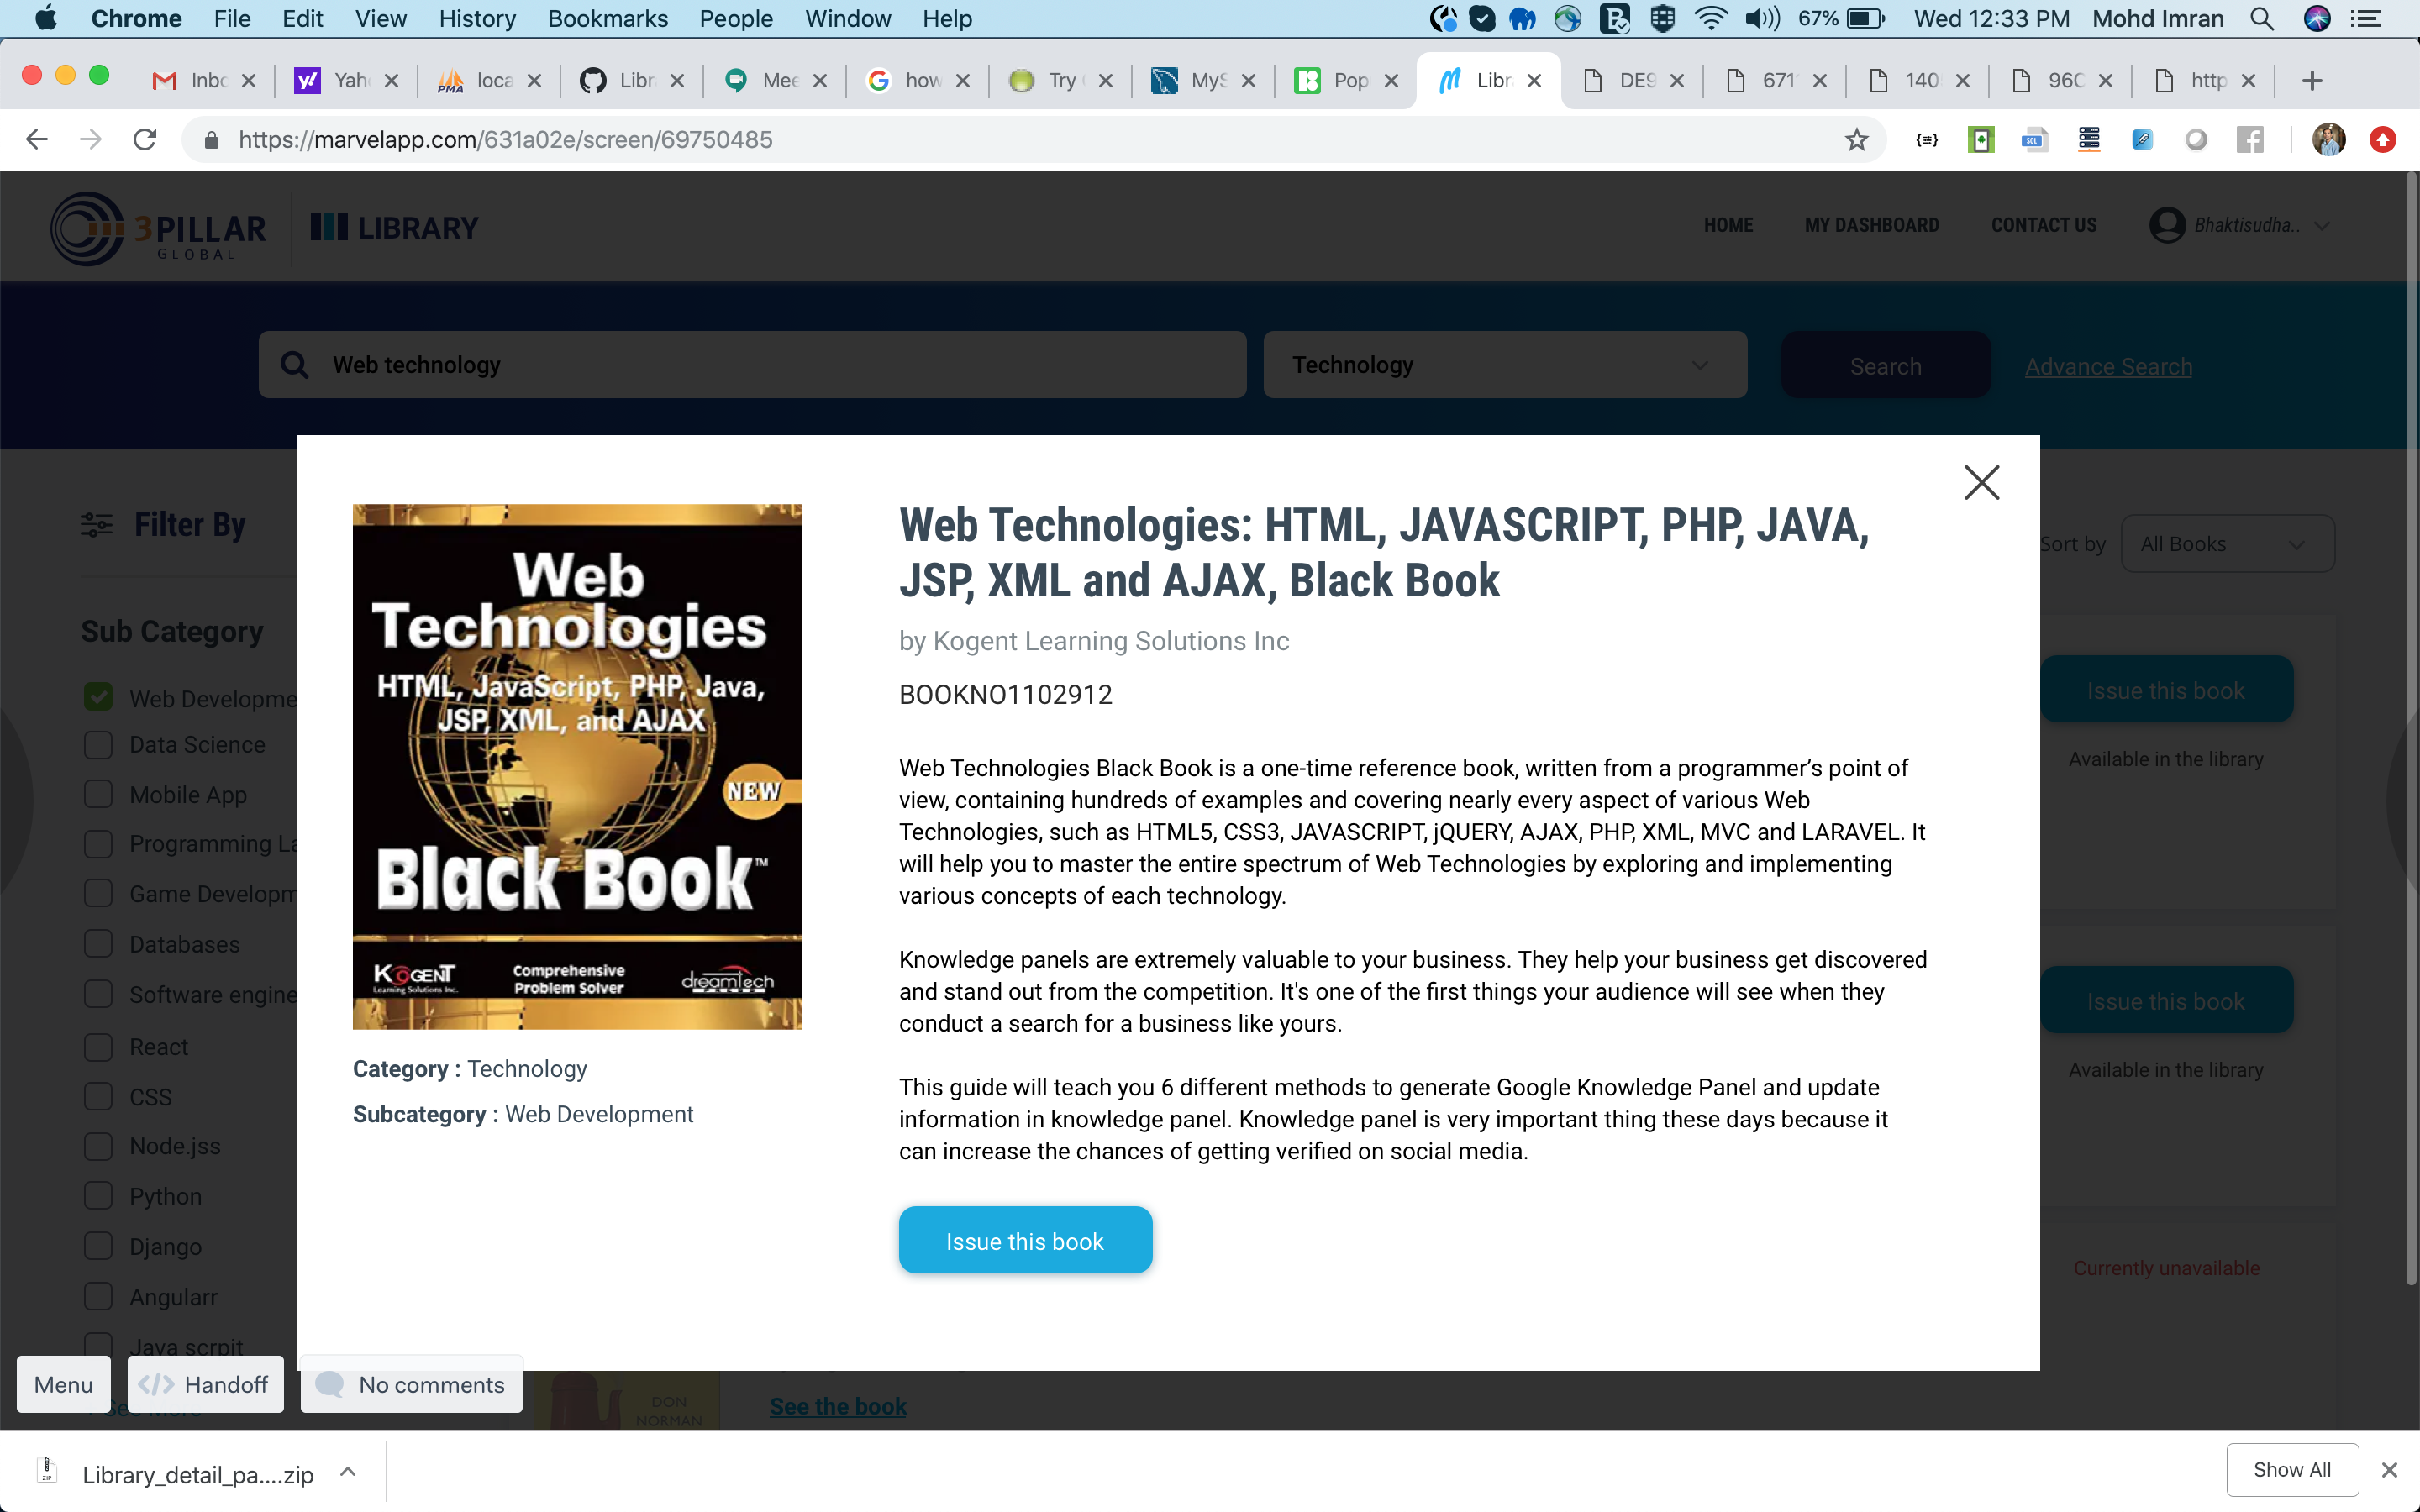 Chrome File Edit View History Bookmarks People Window Help 67% Wed 12:33 PM Mohd Imran
Inbo Yaho PMA loca Libra Mee how Try MyS Pop Libra DE9 671 140 96C http
https://marvelapp.com/631a02e/screen/69750485
3PILLAR GLOBAL LIBRARY HOME MY DASHBOARD CONTACT US Bhaktisudha..
Web technology Technology Search Advance Search
Filter By
Sort by All Books
Sub Category
Web Developme
Data Science
Mobile App
Programming La
Game Developm
Databases
Software engine
React
CSS
Node.jss
Python
Django
Angularr
Java scrpit
See More
Web
Technologies
HTML, JavaScript, PHP, Java,
JSP, XML, and AJAX
NEW
Black Book™
KOGENT
Learning Solutions Inc.
Comprehensive
Problem Solver
dreamtech
PRESS
Category : Technology
Subcategory : Web Development
Web Technologies: HTML, JAVASCRIPT, PHP, JAVA,
JSP, XML and AJAX, Black Book
by Kogent Learning Solutions Inc
BOOKNO1102912
Web Technologies Black Book is a one-time reference book, written from a programmer’s point of
view, containing hundreds of examples and covering nearly every aspect of various Web
Technologies, such as HTML5, CSS3, JAVASCRIPT, jQUERY, AJAX, PHP, XML, MVC and LARAVEL. It
will help you to master the entire spectrum of Web Technologies by exploring and implementing
various concepts of each technology.
Knowledge panels are extremely valuable to your business. They help your business get discovered
and stand out from the competition. It's one of the first things your audience will see when they
conduct a search for a business like yours.
This guide will teach you 6 different methods to generate Google Knowledge Panel and update
information in knowledge panel. Knowledge panel is very important thing these days because it
can increase the chances of getting verified on social media.
Issue this book
Issue this book
Available in the library
Issue this book
Available in the library
Currently unavailable
DON
NORMAN
See the book
Menu </> Handoff No comments
ZIP Library_detail_pa....zip Show All